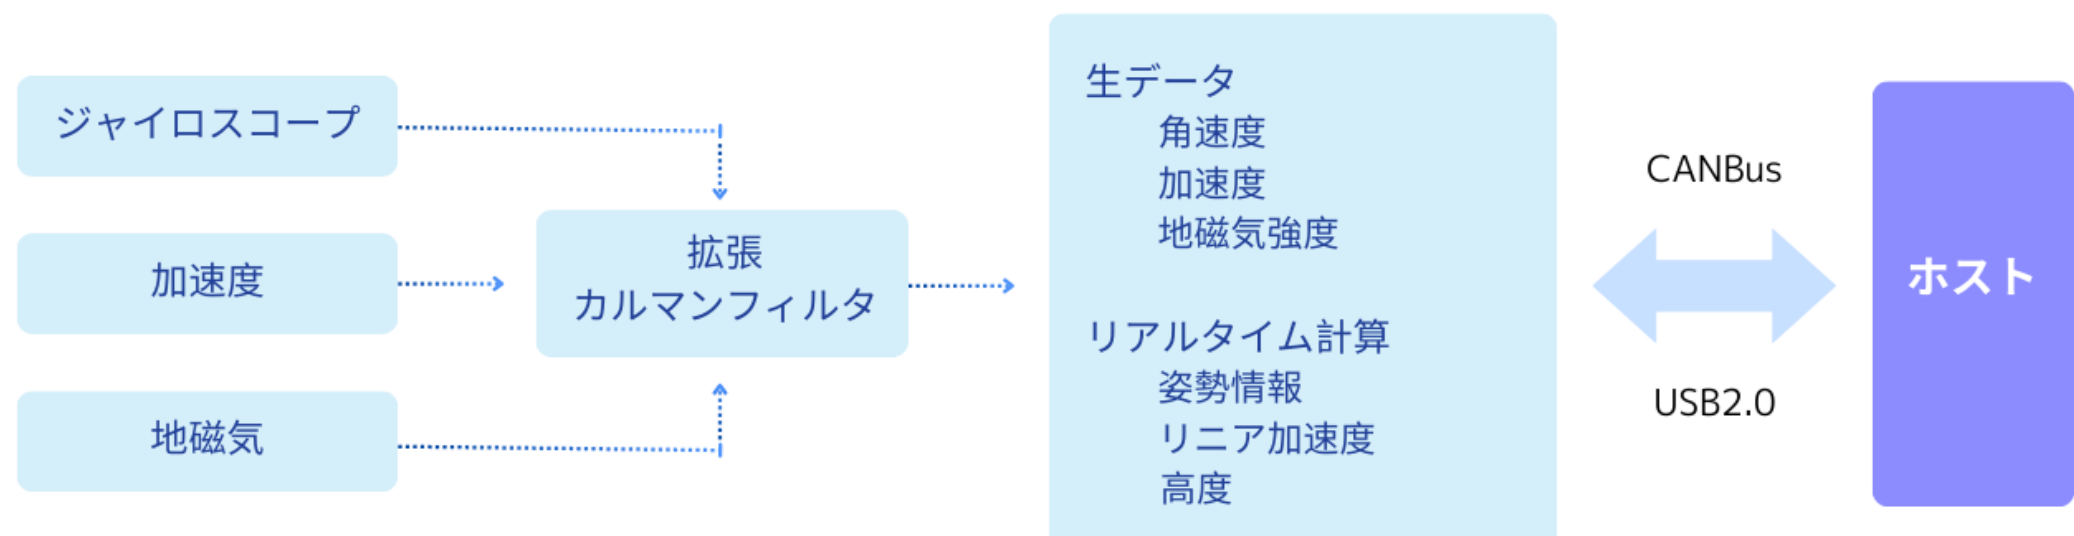 ジャイロスコープ
加速度
地磁気
拡張
カルマンフィルタ
生データ
角速度
加速度
地磁気強度
リアルタイム計算
姿勢情報
リニア加速度
高度
CANBus
USB2.0
ホスト